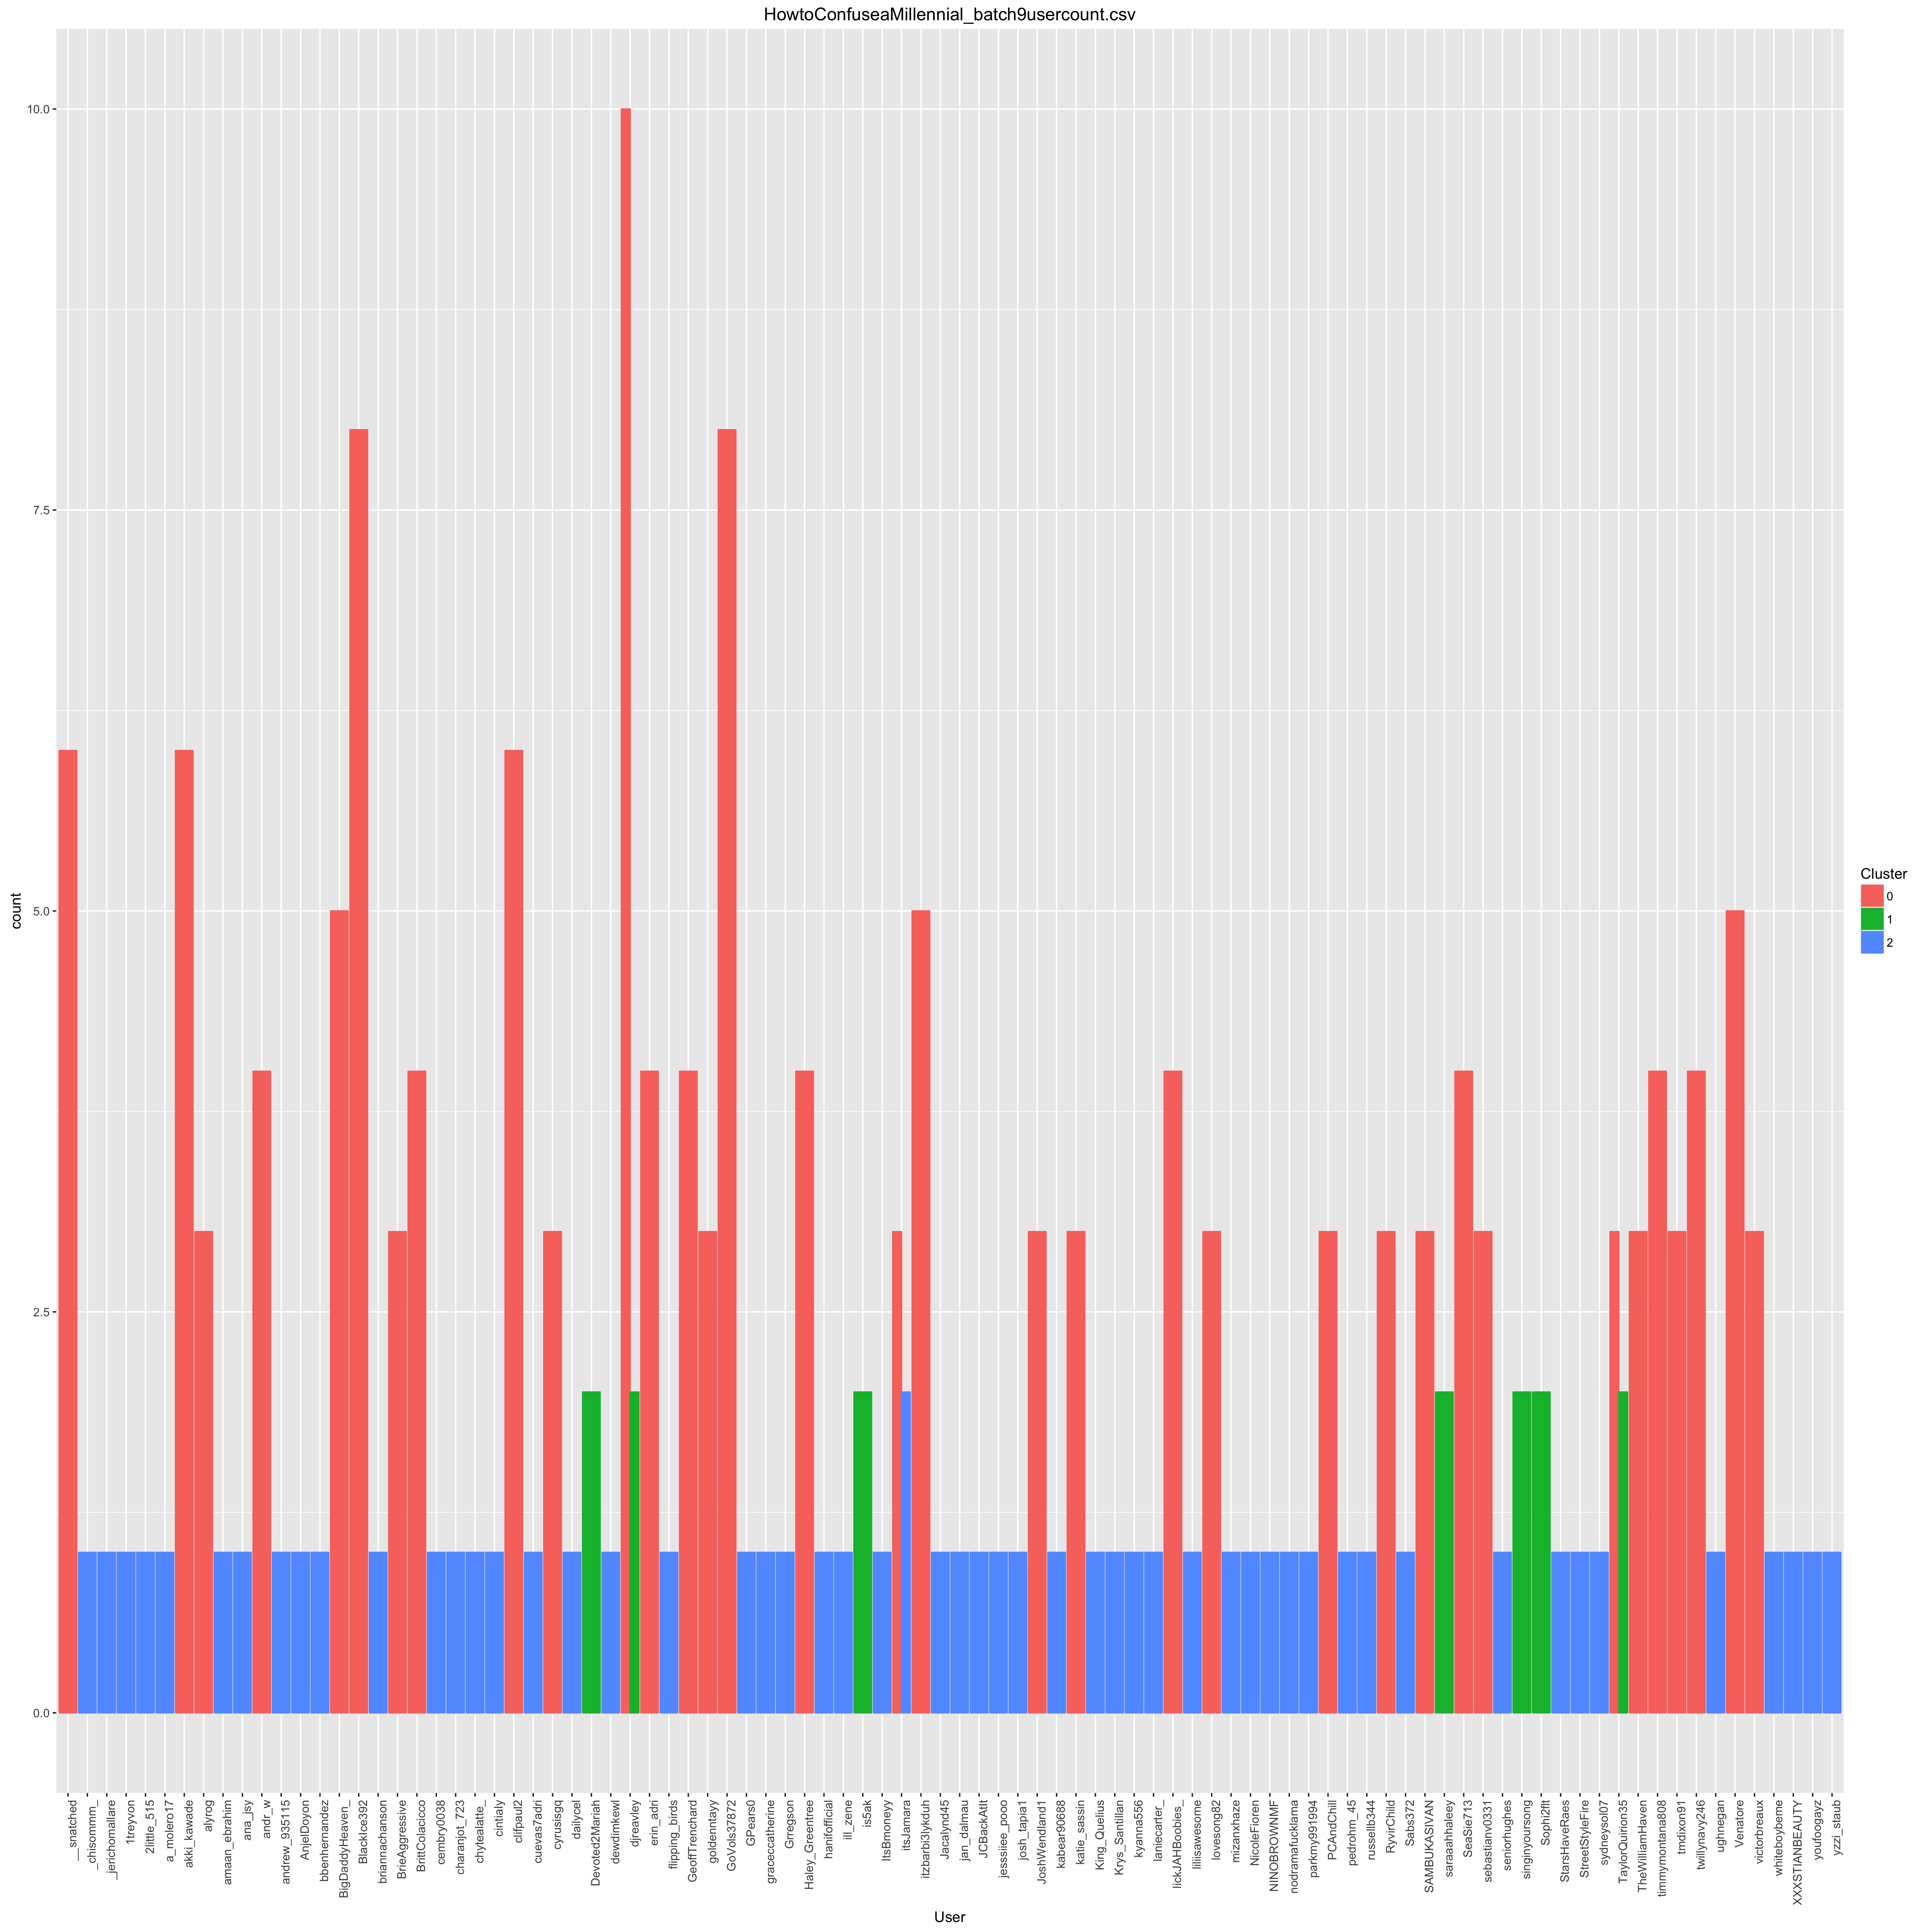 HowtoConfuseaMillennial_batch9usercount.csv
10.0
7.5
5.0
2.5
0.0
count
Cluster
0
1
2
___snatched
_chisommm_
_jerichomallare
1treyvon
2little_515
a_molero17
akki_kawade
alyrog
amaan_ebrahim
ana_jsy
andr_w
andrew_935115
AnjelDoyon
bbenhernandez
BigDaddyHeaven_
BlackIce392
briannachanson
BrieAggressive
BrittColacicco
cembry0038
charanjot_723
chytealatte_
cintialy
clifpaul2
cuevas7adri
cyrusisgq
dailycel
Devoted2Mariah
dewdimkewl
djreavley
erin_adri
flipping_birds
GeoffTrenchard
goldenntayy
GoVols37872
GPears0
graceccatherine
Grregson
Haley_Greentree
hanifofficial
ill_zene
is5ak
ItsBmoneyy
itsJamara
itzbarbi3lykduh
Jacalynd45
jan_dalmau
JCBackAtIt
jesssiiee_pooo
josh_tapia1
JoshWendland1
kabear90688
katie_sassin
King_Quelius
Krys_Santillan
kyanna556
laniecarter_
lickJAHBoobies_
liliisawesome
lovesong82
mizanxhaze
NicoleFioren
NINOBROWNNMF
nodramafucklama
parkmy991994
PCAndChill
pedrohm_45
russellb344
RyvirChild
Sabs372
SAMBUKASIVAN
saraaahhaleey
SeaSie713
sebastianv0331
seniorhughes
singinyoursong
Sophi2flt
StarsHaveRaes
StreetStyleFire
sydneysol07
TaylorQuirion35
TheWilliamHaven
timmymontana808
tmdixon91
twillynavy246
ughnegan
Venatore
victorbreaux
whiteboybeme
XXXSTIANBEAUTY
youfoogayz
yzzi_staub
User